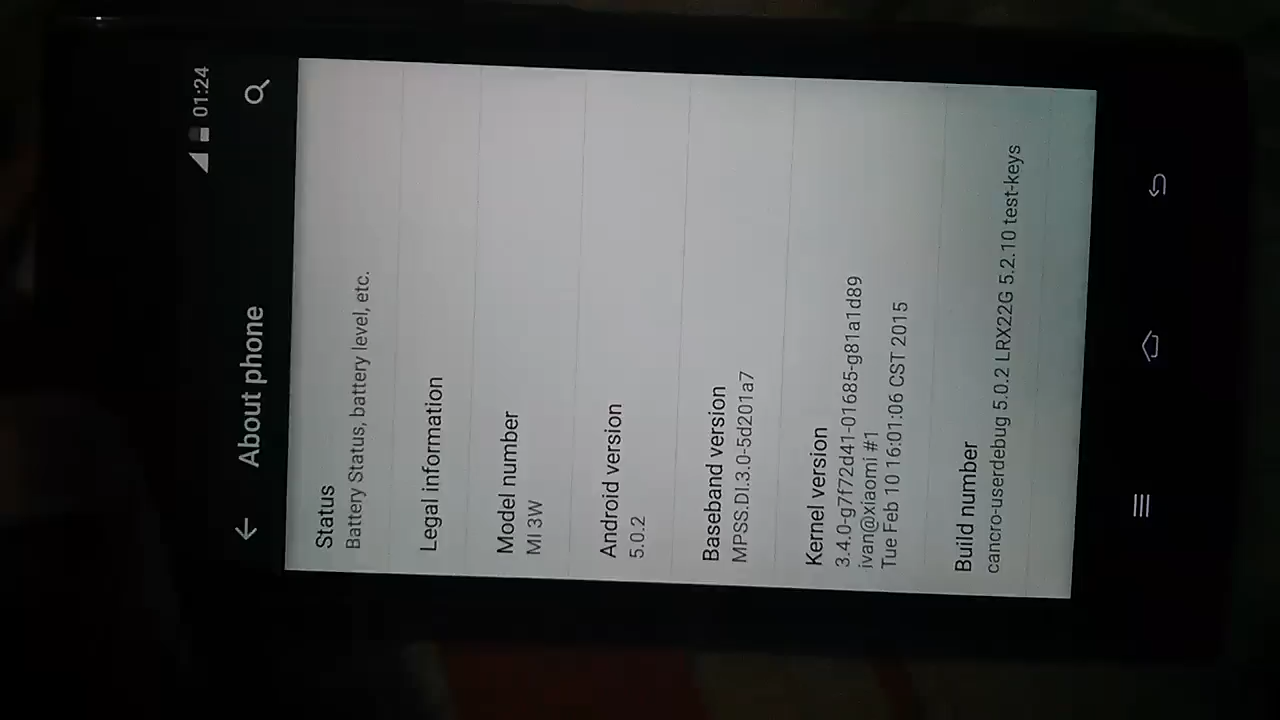 01:24
About phone
Status
Battery Status, battery level, etc.
Legal information
Model number
MI 3W
Android version
5.0.2
Baseband version
MPSS.DI.3.0-5d201a7
Kernel version
3.4.0-g7f72d41-01685-g81a1d89
ivan@xiaomi #1
Tue Feb 10 16:01:06 CST 2015
Build number
cancro-userdebug 5.0.2 LRX22G 5.2.10 test-keys